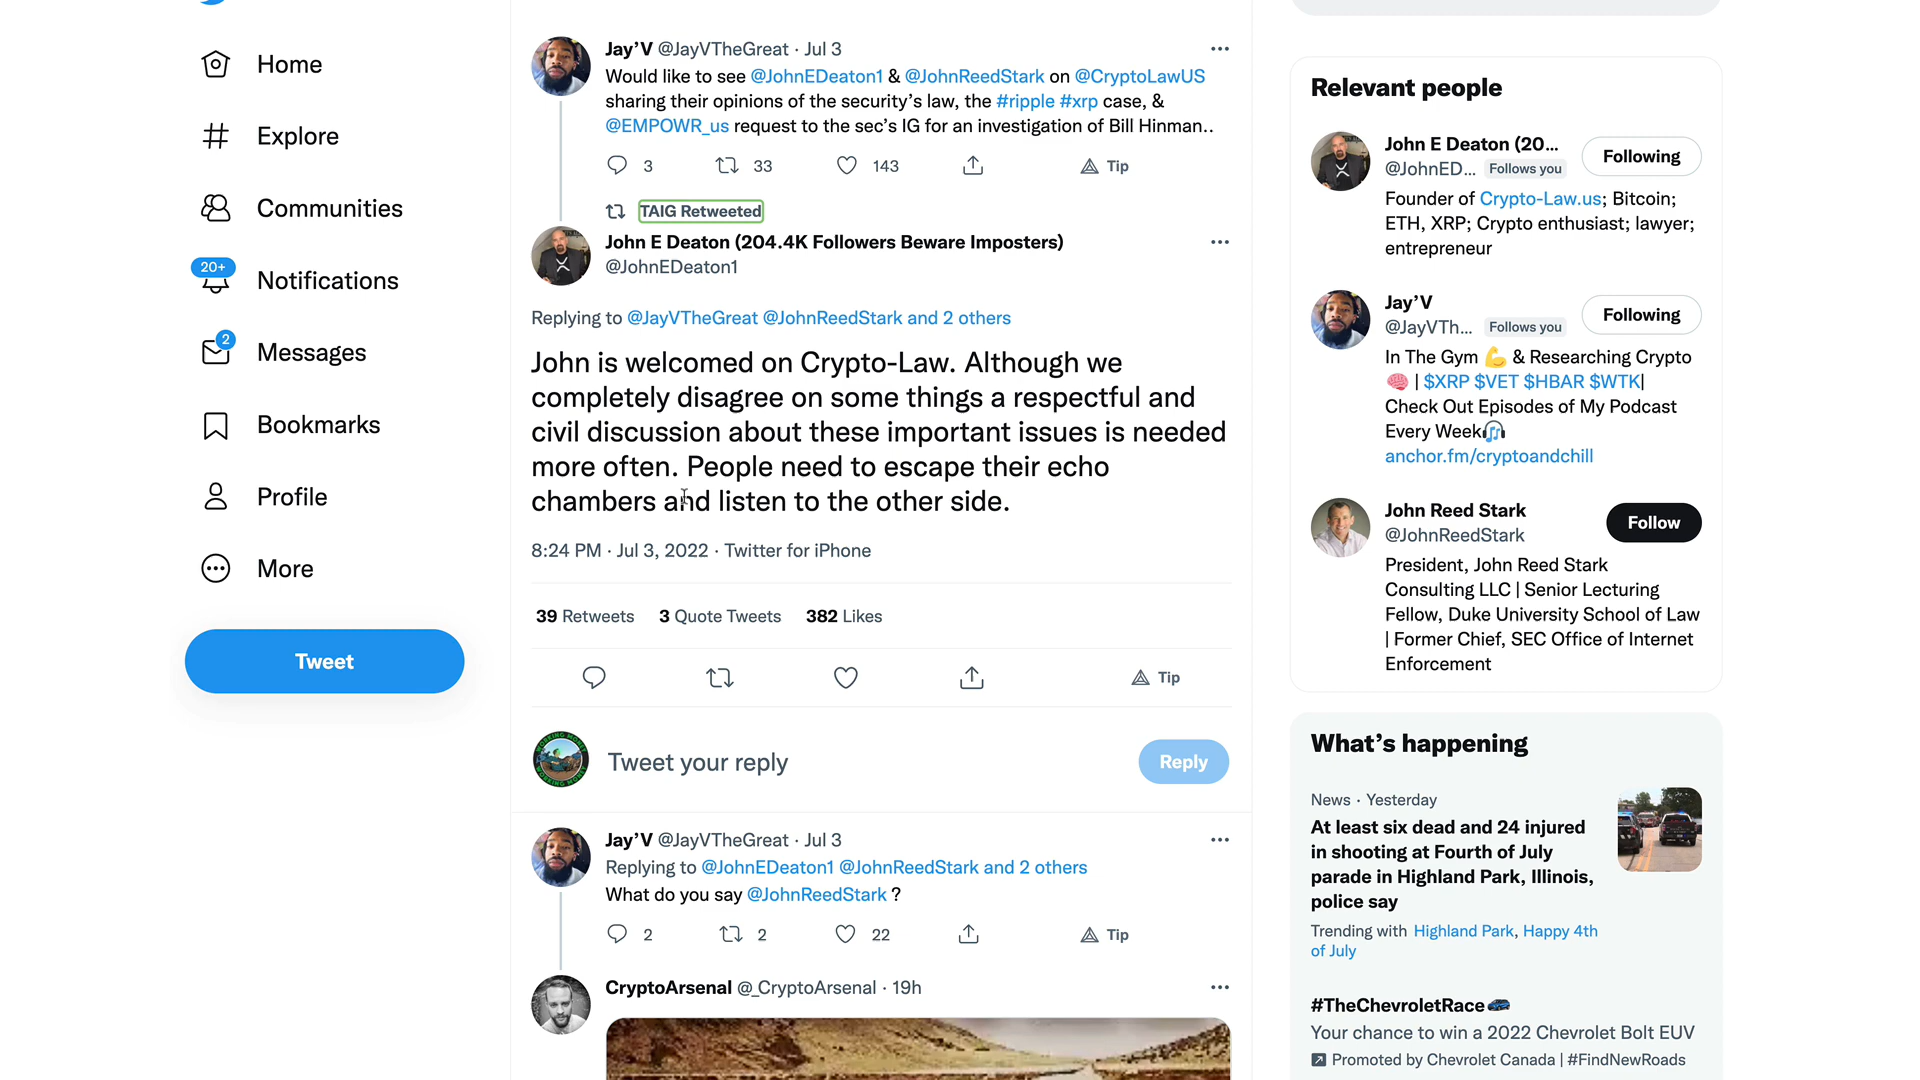 Home
Explore
Communities
20+
Notifications
2
Messages
Bookmarks
Profile
More
Tweet
Jay’V @JayVTheGreat · Jul 3
Would like to see @JohnEDeaton1 & @JohnReedStark on @CryptoLawUS
sharing their opinions of the security’s law, the #ripple #xrp case, &
@EMPOWR_us request to the sec’s IG for an investigation of Bill Hinman..
3 33 143 Tip
TAIG Retweeted
John E Deaton (204.4K Followers Beware Imposters)
@JohnEDeaton1
Replying to @JayVTheGreat @JohnReedStark and 2 others
John is welcomed on Crypto-Law. Although we
completely disagree on some things a respectful and
civil discussion about these important issues is needed
more often. People need to escape their echo
chambers and listen to the other side.
8:24 PM · Jul 3, 2022 · Twitter for iPhone
39 Retweets 3 Quote Tweets 382 Likes
Tip
Tweet your reply
Reply
Jay’V @JayVTheGreat · Jul 3
Replying to @JohnEDeaton1 @JohnReedStark and 2 others
What do you say @JohnReedStark ?
2 2 22 Tip
CryptoArsenal @_CryptoArsenal · 19h
Relevant people
John E Deaton (20...
Following
@JohnED... Follows you
Founder of Crypto-Law.us; Bitcoin;
ETH, XRP; Crypto enthusiast; lawyer;
entrepreneur
Jay’V
Following
@JayVTh... Follows you
In The Gym 💪 & Researching Crypto
🧠 | $XRP $VET $HBAR $WTK|
Check Out Episodes of My Podcast
Every Week🎧
anchor.fm/cryptoandchill
John Reed Stark
Follow
@JohnReedStark
President, John Reed Stark
Consulting LLC | Senior Lecturing
Fellow, Duke University School of Law
| Former Chief, SEC Office of Internet
Enforcement
What’s happening
News · Yesterday
At least six dead and 24 injured
in shooting at Fourth of July
parade in Highland Park, Illinois,
police say
Trending with Highland Park, Happy 4th
of July
#TheChevroletRace
Your chance to win a 2022 Chevrolet Bolt EUV
Promoted by Chevrolet Canada | #FindNewRoads